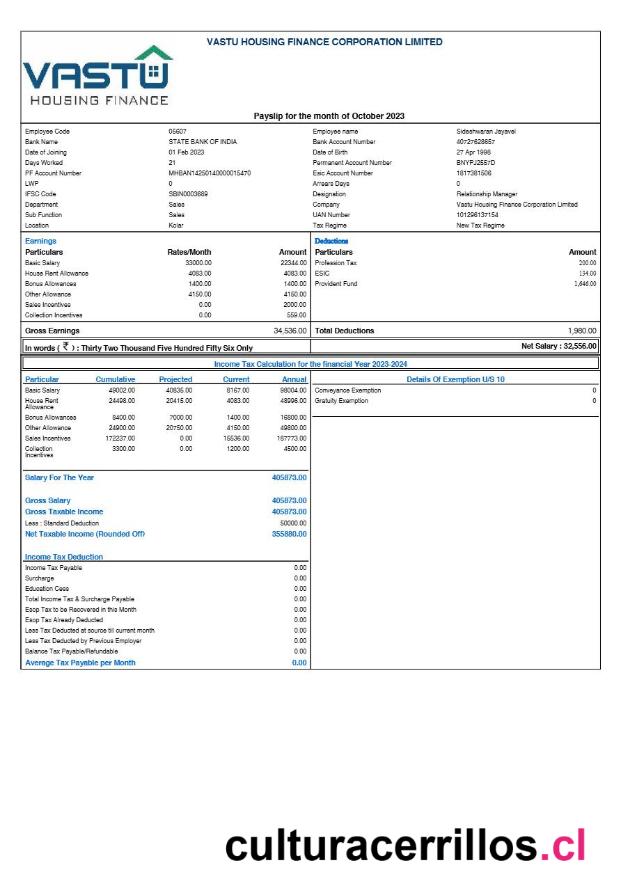 VASTU HOUSING FINANCE CORPORATION LIMITED
VASTU
HOUSING FINANCE
Payslip for the month of October 2023
Employee Code 05607 Employee name Sideshwaran Jayavel
Bank Name STATE BANK OF INDIA Bank Account Number 40727628657
Date of Joining 01 Feb 2023 Date of Birth 27 Apr 1998
Days Worked 21 Permanent Account Number BNYPJ2557D
PF Account Number MHBAN14250140000015470 Esic Account Number 1817381506
LWP 0 Arrears Days 0
IFSC Code SBIN0003689 Designation Relationship Manager
Department Sales Company Vastu Housing Finance Corporation Limited
Sub Function Sales UAN Number 101296137154
Location Kolar Tax Regime New Tax Regime
Earnings Deductions
Particulars Rates/Month Amount Particulars Amount
Basic Salary 33000.00 22344.00 Profession Tax 200.00
House Rent Allowance 4083.00 4083.00 ESIC 134.00
Bonus Allowances 1400.00 1400.00 Provident Fund 1,646.00
Other Allowance 4150.00 4150.00
Sales Incentives 0.00 2000.00
Collection Incentives 0.00 559.00
Gross Earnings 34,536.00 Total Deductions 1,980.00
In words ( ₹ ) : Thirty Two Thousand Five Hundred Fifty Six Only Net Salary : 32,556.00
Income Tax Calculation for the financial Year 2023-2024
Particular Cumulative Projected Current Annual Details Of Exemption U/S 10
Basic Salary 49002.00 40835.00 8167.00 98004.00 Conveyance Exemption 0
House Rent Allowance 24498.00 20415.00 4083.00 48996.00 Gratuity Exemption 0
Bonus Allowances 8400.00 7000.00 1400.00 16800.00
Other Allowance 24900.00 20750.00 4150.00 49800.00
Sales Incentives 172237.00 0.00 15536.00 187773.00
Collection Incentives 3300.00 0.00 1200.00 4500.00
Salary For The Year 405873.00
Gross Salary 405873.00
Gross Taxable Income 405873.00
Less : Standard Deduction 50000.00
Net Taxable Income (Rounded Off) 355880.00
Income Tax Deduction
Income Tax Payable 0.00
Surcharge 0.00
Education Cess 0.00
Total Income Tax & Surcharge Payable 0.00
Esop Tax to be Recovered in this Month 0.00
Esop Tax Already Deducted 0.00
Less Tax Deducted at source till current month 0.00
Less Tax Deducted by Previous Employer 0.00
Balance Tax Payable/Refundable 0.00
Average Tax Payable per Month 0.00
culturacerrillos.cl